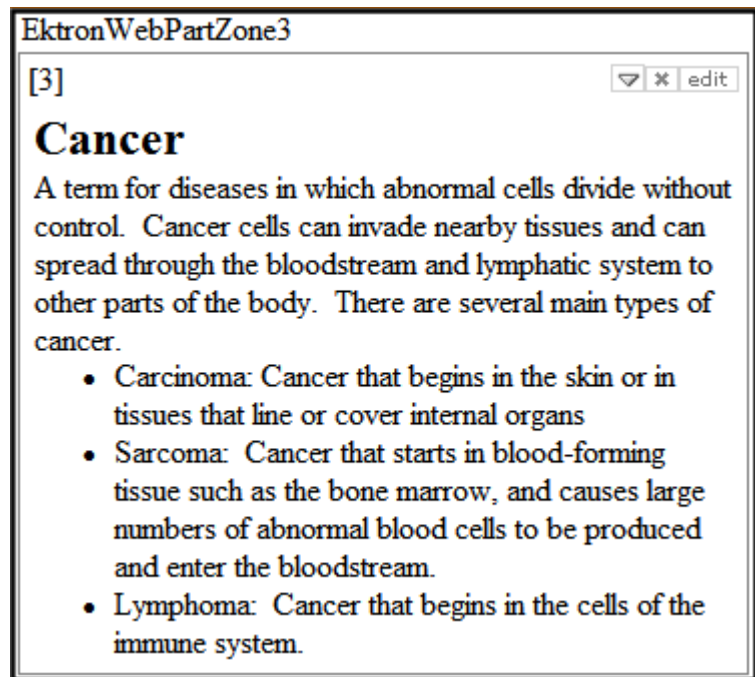 EktronWebPartZone3
[3] edit
Cancer
A term for diseases in which abnormal cells divide without
control.  Cancer cells can invade nearby tissues and can
spread through the bloodstream and lymphatic system to
other parts of the body.  There are several main types of
cancer.
• Carcinoma: Cancer that begins in the skin or in
tissues that line or cover internal organs
• Sarcoma:  Cancer that starts in blood-forming
tissue such as the bone marrow, and causes large
numbers of abnormal blood cells to be produced
and enter the bloodstream.
• Lymphoma:  Cancer that begins in the cells of the
immune system.